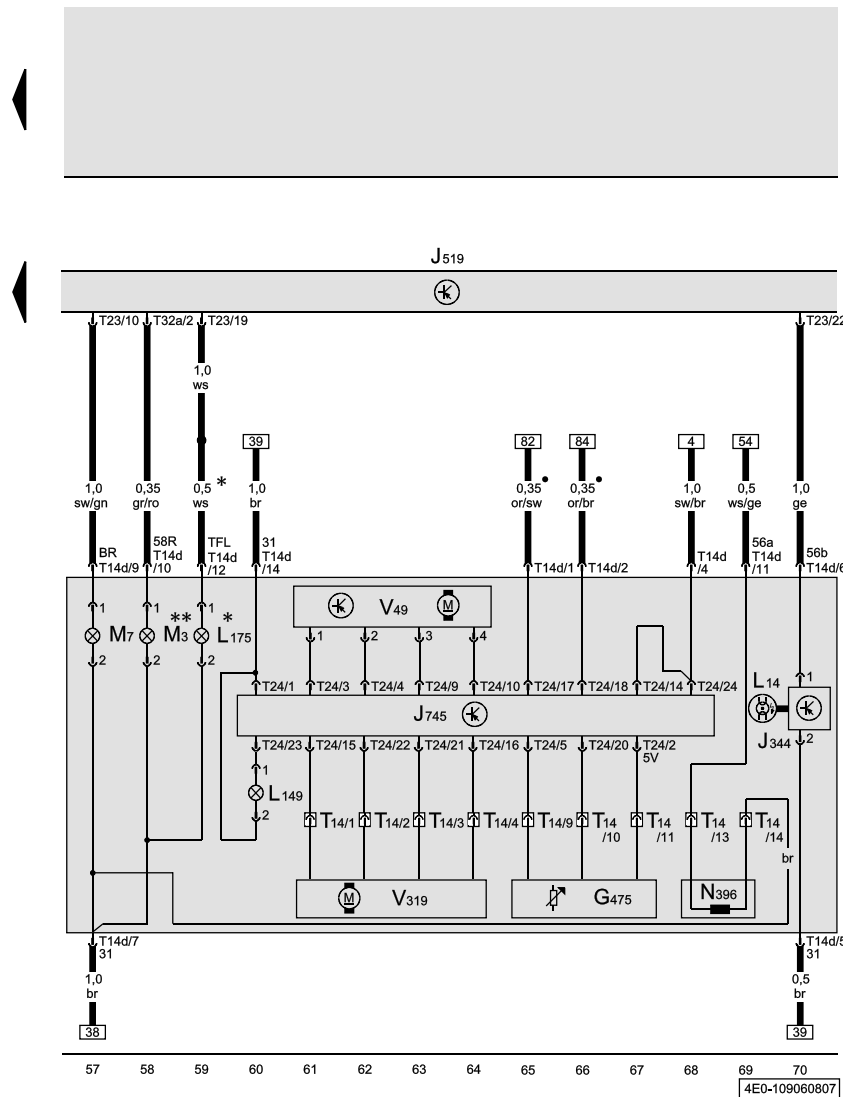 J519
T23/10 T32a/2 T23/19 T23/22
1,0
ws
39 82 84 4 54
1,0
sw/gn
0,35
gr/ro
0,5 *
ws
1,0
br
0,35
or/sw
0,35
or/br
1,0
sw/br
0,5
ws/ge
1,0
ge
BR
T14d/9
58R
T14d
/10
TFL
T14d
/12
31
T14d
/14
T14d/1
T14d/2
T14d
/4
56a
T14d
/11
56b
T14d/6
1 1 1 V49 M
M7 M3 ** L175 *
1 2 3 4
2 2 2
T24/1 T24/3 T24/4 T24/9 T24/10 T24/17 T24/18 T24/14 T24/24
L14 1
J745
J344 2
T24/23 T24/15 T24/22 T24/21 T24/16 T24/5 T24/20 T24/2
5V
1
L149
2
T14/1 T14/2 T14/3 T14/4 T14/9 T14
/10
T14
/11
T14
/13
T14
/14
br
M V319 G475 N396
T14d/7
31
T14d/5
31
1,0
br
0,5
br
38 39
57 58 59 60 61 62 63 64 65 66 67 68 69 70
4E0-109060807